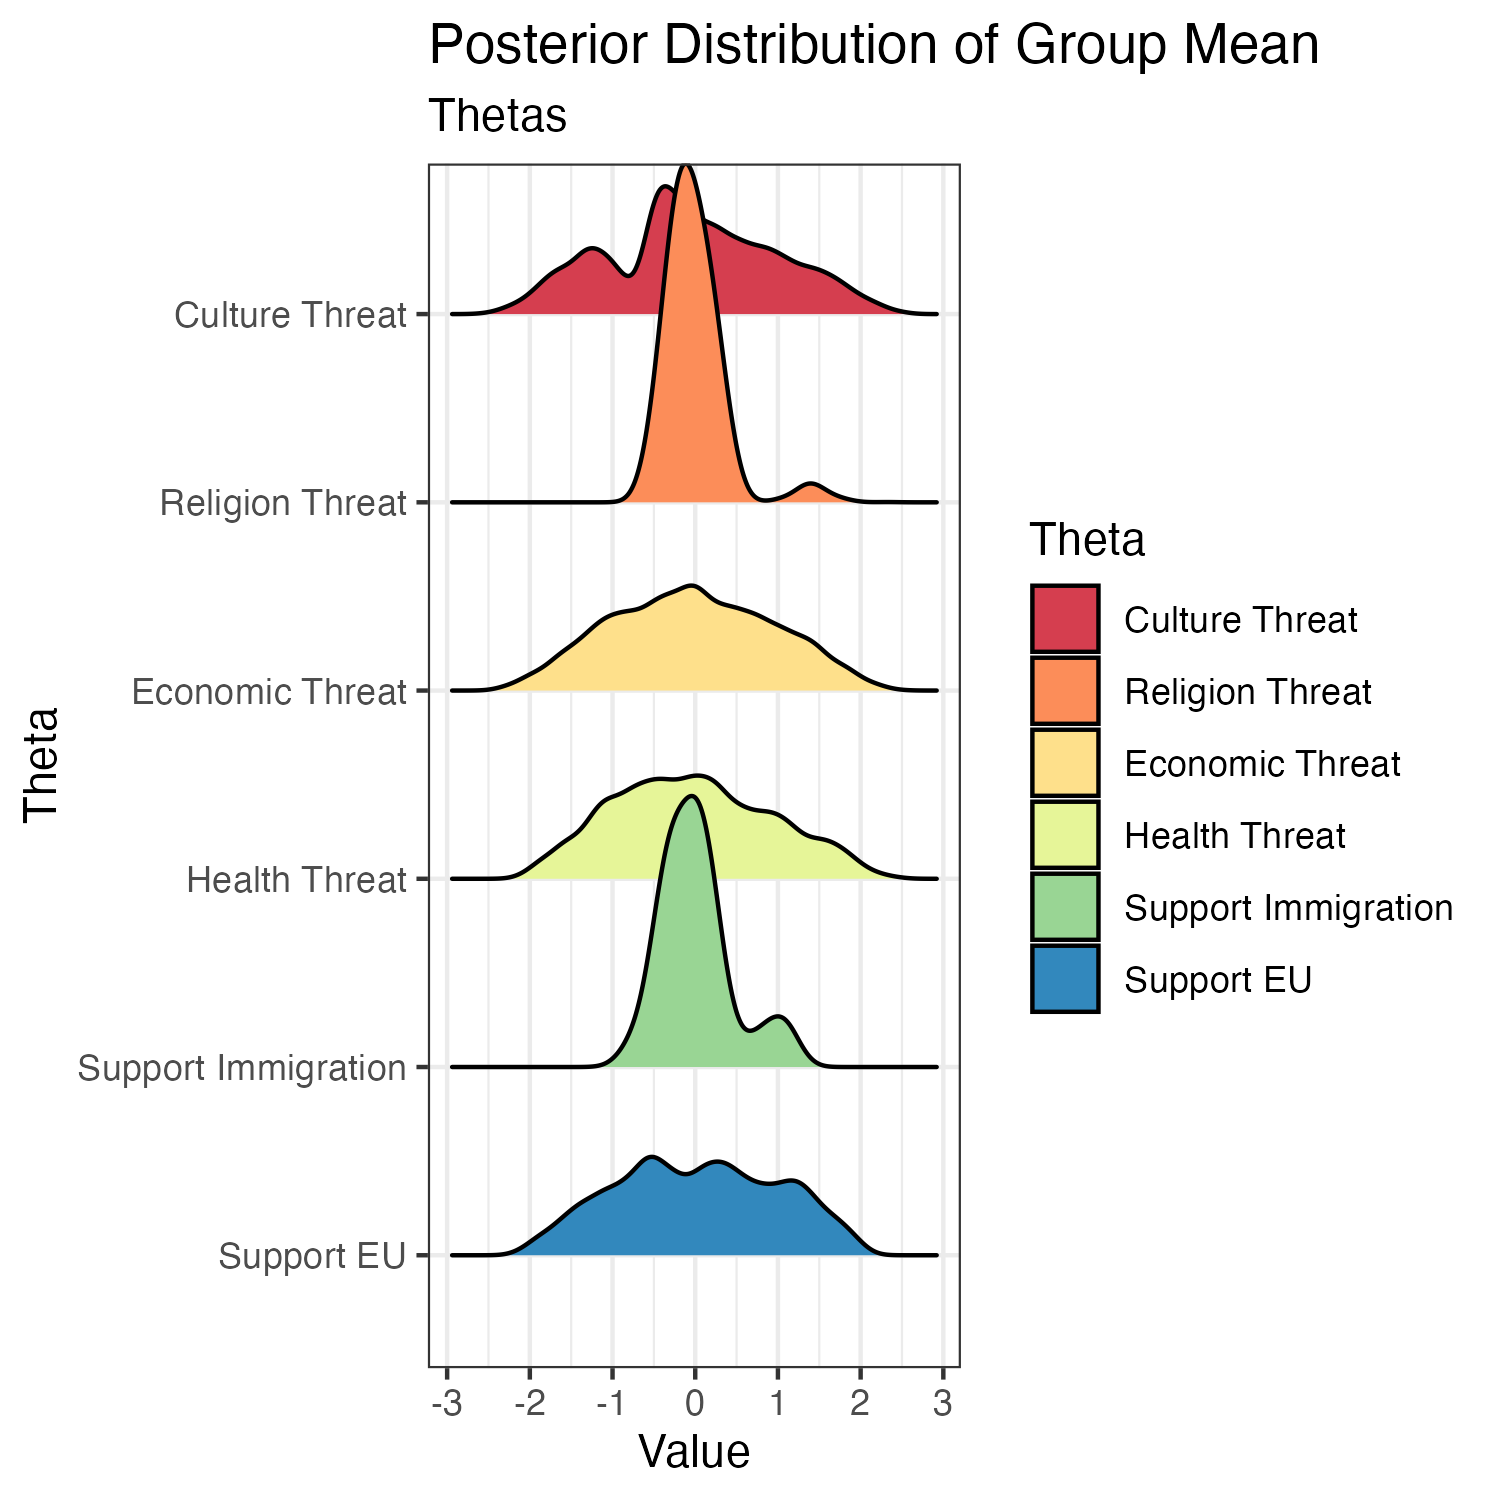 Posterior Distribution of Group Mean
Thetas
Theta
Culture Threat
Religion Threat
Economic Threat
Health Threat
Support Immigration
Support EU
-3 -2 -1 0 1 2 3
Value
Theta
Culture Threat
Religion Threat
Economic Threat
Health Threat
Support Immigration
Support EU